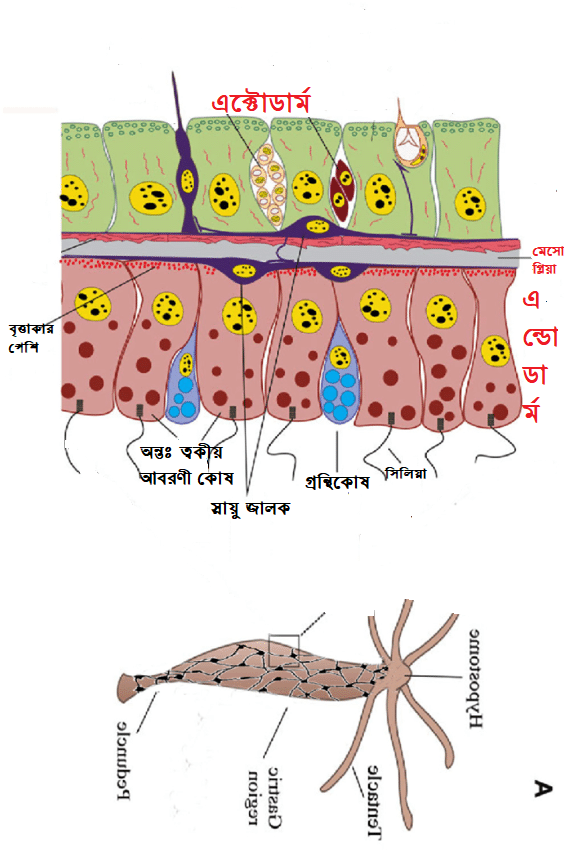 এক্টোডার্ম
মেসো
গ্লিয়া
এ
ন্ডো
ডা
র্ম
বৃত্তাকার
পেশি
অন্তঃ ত্বকীয়
আবরণী কোষ
গ্রন্থিকোষ
সিলিয়া
স্নায়ু জালক
Hypostome
Peduncle
Gastric
region
Tentacle
A